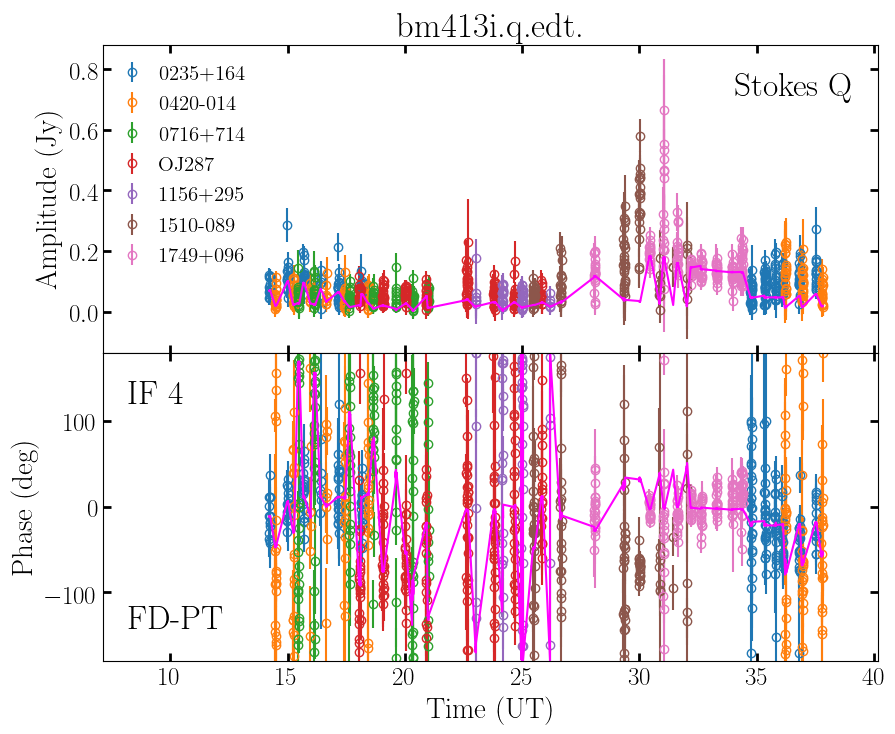 bm413i.q.edt.
Stokes Q
0235+164
0420-014
0716+714
OJ287
1156+295
1510-089
1749+096
0.8
0.6
0.4
0.2
0.0
Amplitude (Jy)
IF 4
FD-PT
100
0
−100
Phase (deg)
10 15 20 25 30 35 40
Time (UT)